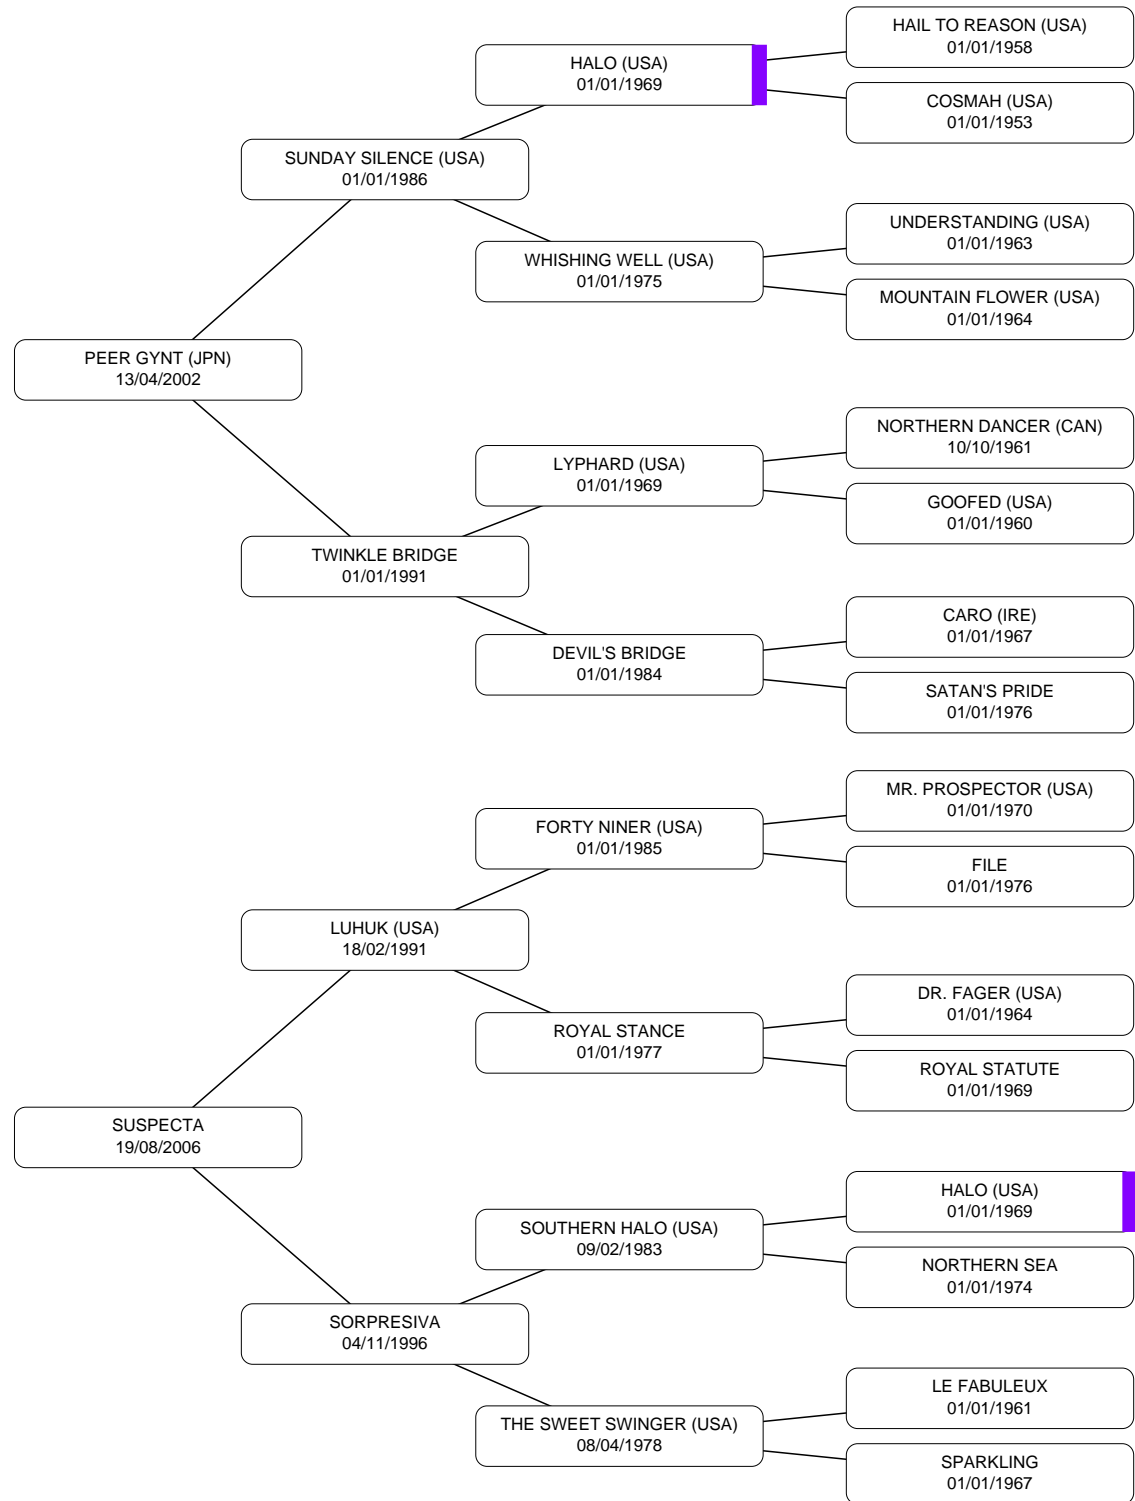 HAIL TO REASON (USA)
01/01/1958
HALO (USA)
01/01/1969
COSMAH (USA)
01/01/1953
SUNDAY SILENCE (USA)
01/01/1986
UNDERSTANDING (USA)
01/01/1963
WHISHING WELL (USA)
01/01/1975
MOUNTAIN FLOWER (USA)
01/01/1964
PEER GYNT (JPN)
13/04/2002
NORTHERN DANCER (CAN)
10/10/1961
LYPHARD (USA)
01/01/1969
GOOFED (USA)
01/01/1960
TWINKLE BRIDGE
01/01/1991
CARO (IRE)
01/01/1967
DEVIL'S BRIDGE
01/01/1984
SATAN'S PRIDE
01/01/1976
MR. PROSPECTOR (USA)
01/01/1970
FORTY NINER (USA)
01/01/1985
FILE
01/01/1976
LUHUK (USA)
18/02/1991
DR. FAGER (USA)
01/01/1964
ROYAL STANCE
01/01/1977
ROYAL STATUTE
01/01/1969
SUSPECTA
19/08/2006
HALO (USA)
01/01/1969
SOUTHERN HALO (USA)
09/02/1983
NORTHERN SEA
01/01/1974
SORPRESIVA
04/11/1996
LE FABULEUX
01/01/1961
THE SWEET SWINGER (USA)
08/04/1978
SPARKLING
01/01/1967